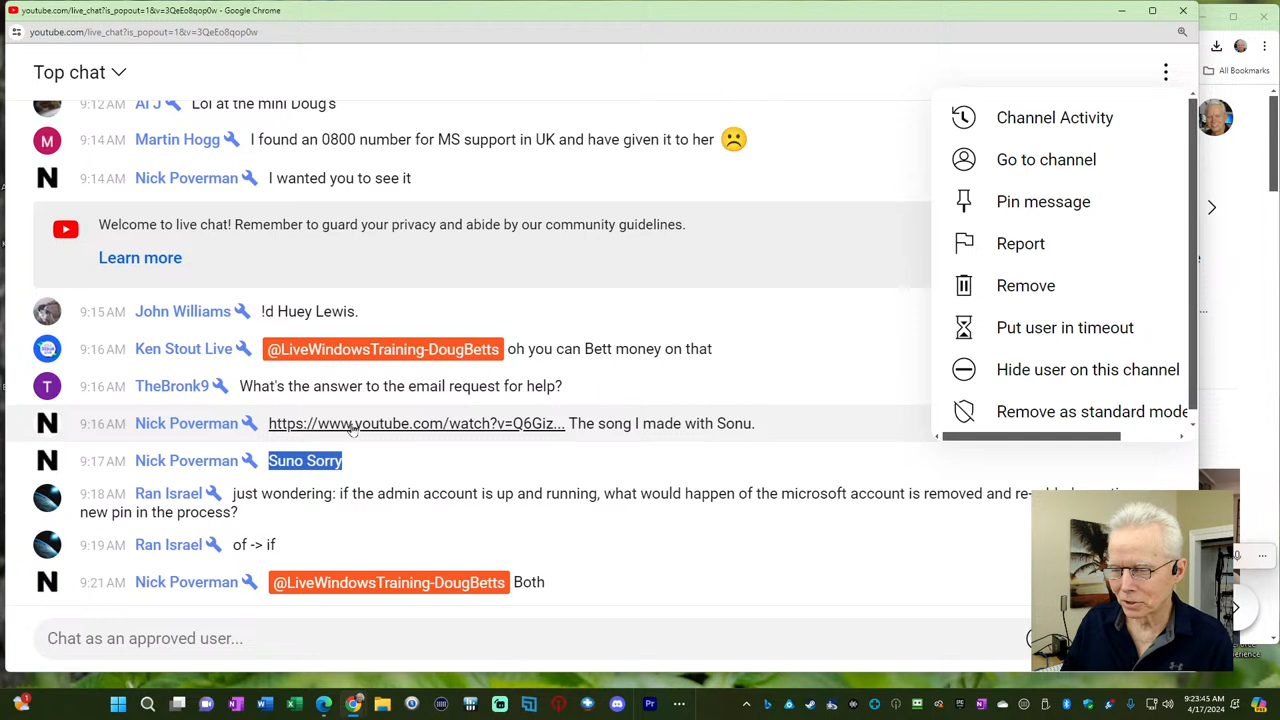 youtube.com/live_chat?is_popout=1&v=3QeEo8qop0w - Google Chrome
youtube.com/live_chat?is_popout=1&v=3QeEo8qop0w
All Bookmarks
Top chat
9:12 AM Al J Lol at the mini Doug's
9:14 AM Martin Hogg I found an 0800 number for MS support in UK and have given it to her
9:14 AM Nick Poverman I wanted you to see it
Welcome to live chat! Remember to guard your privacy and abide by our community guidelines.
Learn more
9:15 AM John Williams !d Huey Lewis.
9:16 AM Ken Stout Live @LiveWindowsTraining-DougBetts oh you can Bett money on that
9:16 AM TheBronk9 What's the answer to the email request for help?
9:16 AM Nick Poverman https://www.youtube.com/watch?v=Q6Giz... The song I made with Sonu.
9:17 AM Nick Poverman Suno Sorry
9:18 AM Ran Israel just wondering: if the admin account is up and running, what would happen of the microsoft account is removed and
new pin in the process?
9:19 AM Ran Israel of -> if
9:21 AM Nick Poverman @LiveWindowsTraining-DougBetts Both
Chat as an approved user...
Channel Activity
Go to channel
Pin message
Report
Remove
Put user in timeout
Hide user on this channel
Remove as standard mode
9:23:45 AM
4/17/2024